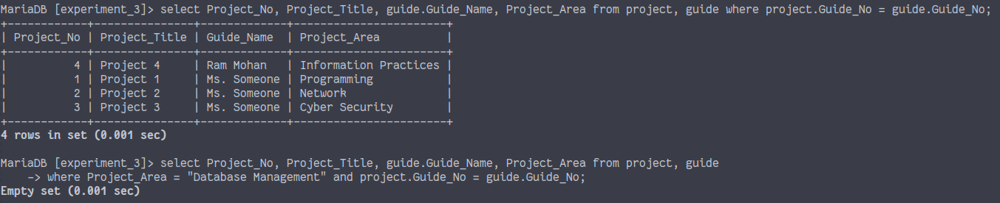 MariaDB [experiment_3]> select Project_No, Project_Title, guide.Guide_Name, Project_Area from project, guide where project.Guide_No = guide.Guide_No;
+------------+---------------+-------------+-----------------------+
| Project_No | Project_Title | Guide_Name  | Project_Area          |
+------------+---------------+-------------+-----------------------+
|          4 | Project 4     | Ram Mohan   | Information Practices |
|          1 | Project 1     | Ms. Someone | Programming           |
|          2 | Project 2     | Ms. Someone | Network               |
|          3 | Project 3     | Ms. Someone | Cyber Security        |
+------------+---------------+-------------+-----------------------+
4 rows in set (0.001 sec)

MariaDB [experiment_3]> select Project_No, Project_Title, guide.Guide_Name, Project_Area from project, guide
    -> where Project_Area = "Database Management" and project.Guide_No = guide.Guide_No;
Empty set (0.001 sec)